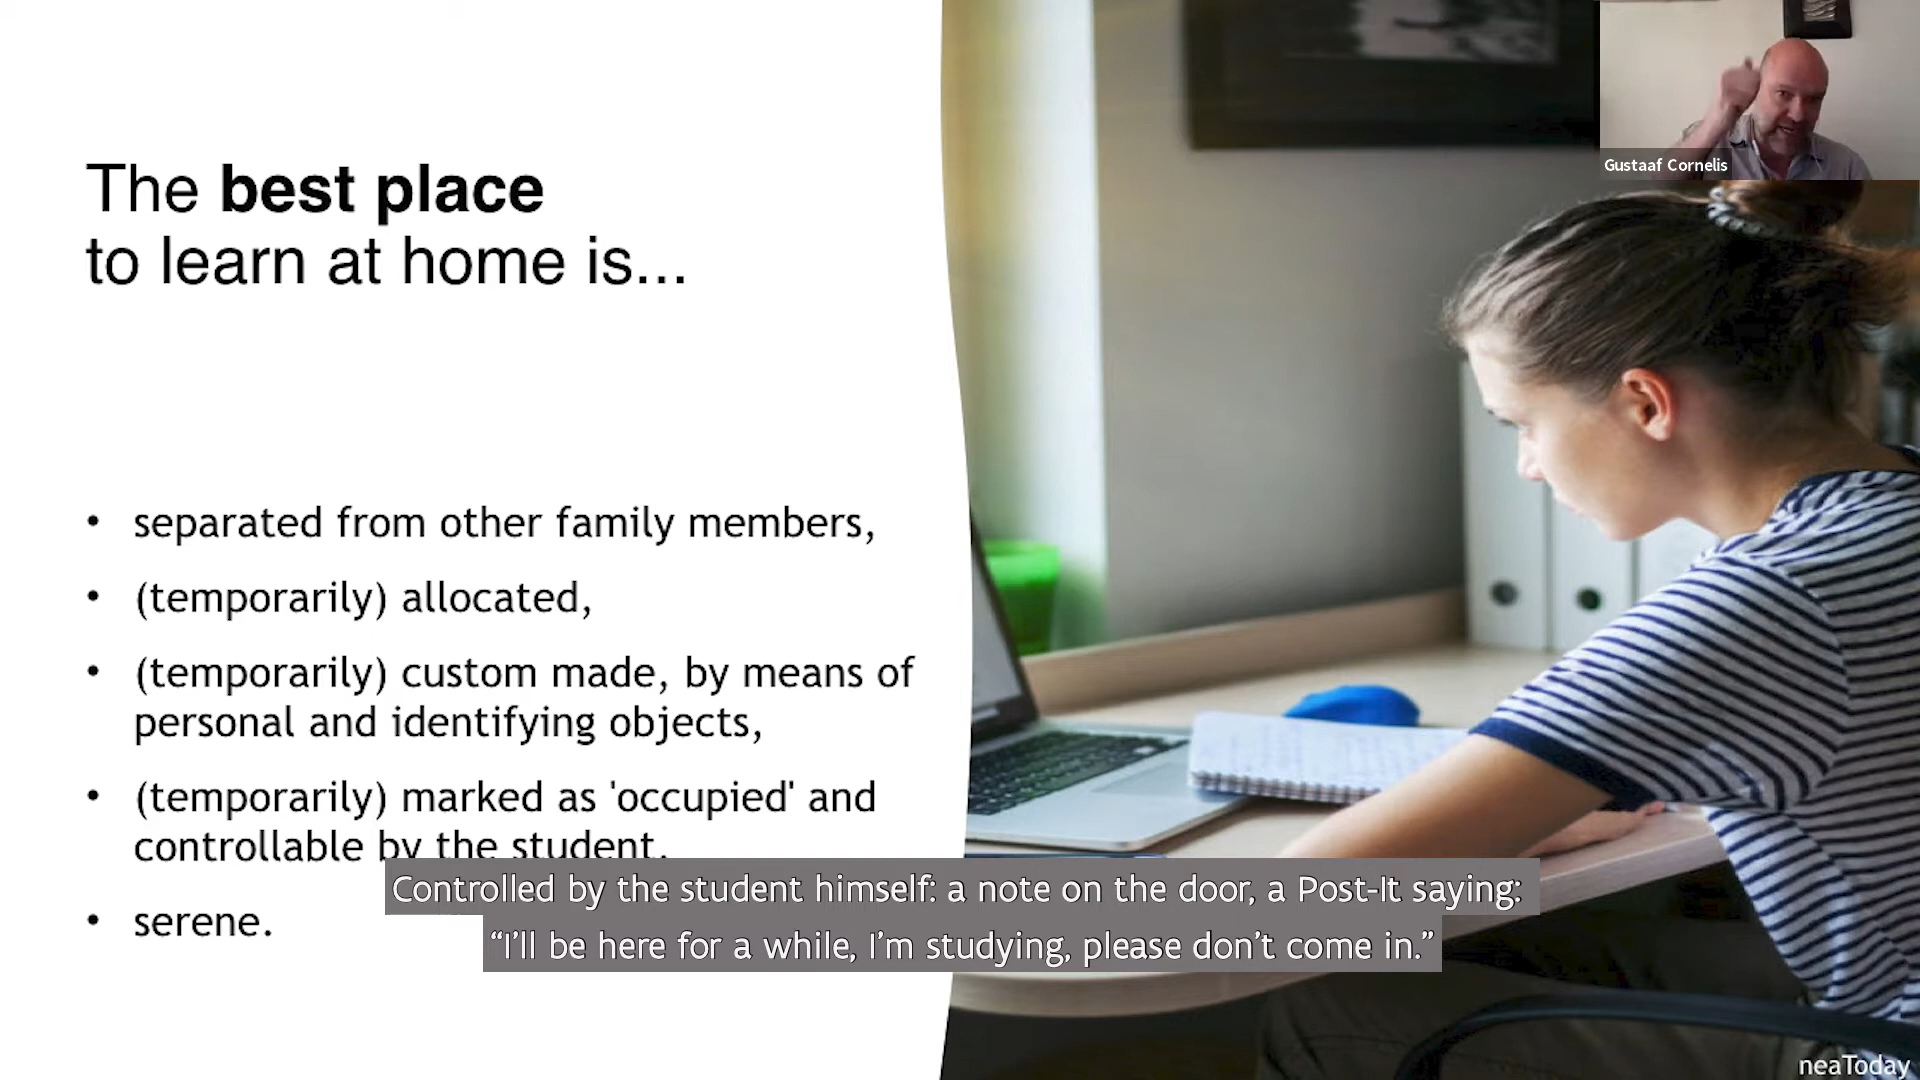 The best place
to learn at home is...
• separated from other family members,
• (temporarily) allocated,
• (temporarily) custom made, by means of
personal and identifying objects,
• (temporarily) marked as 'occupied' and
controllable by the student.
• serene.
Gustaaf Cornelis
Controlled by the student himself: a note on the door, a Post-It saying:
“I’ll be here for a while, I’m studying, please don’t come in.”
neaToday